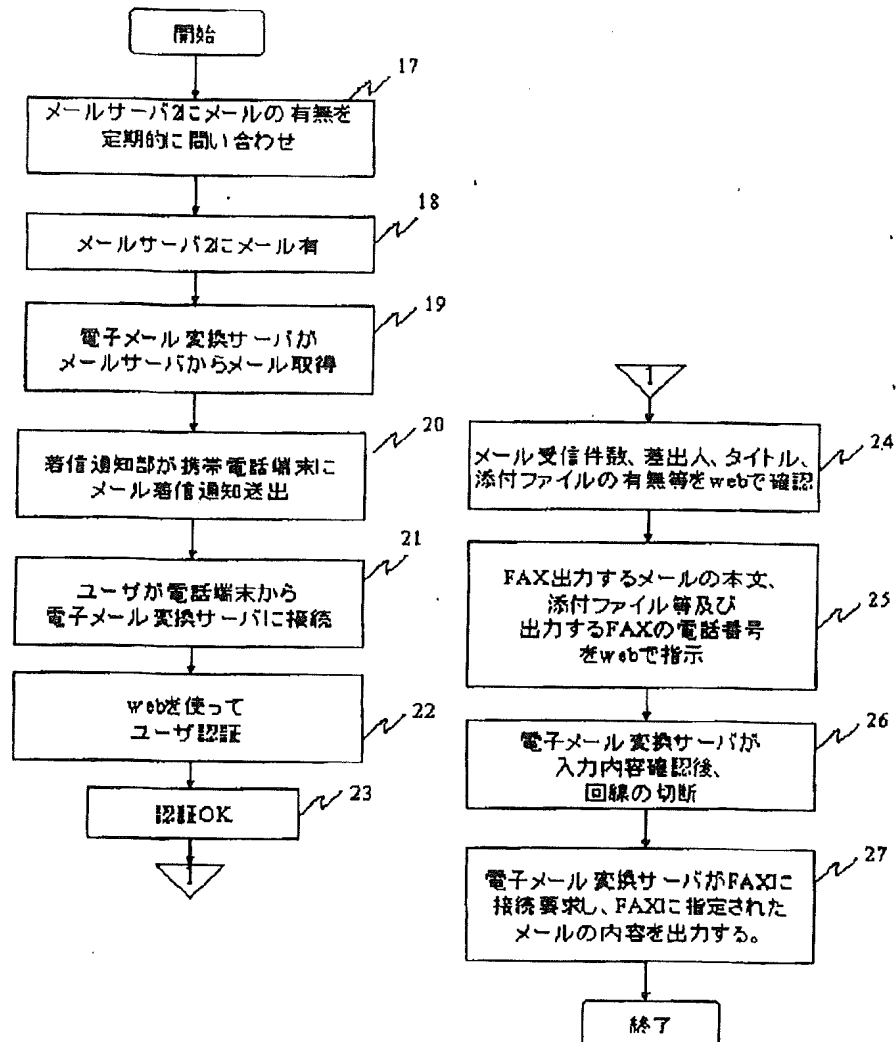 開始
17
メールサーバ2にメールの有無を
定期的に問い合わせ
18
メールサーバ2にメール有
19
電子メール変換サーバが
メールサーバからメール取得
20
着信通知部が携帯電話端末に
メール着信通知送出
21
ユーザが電話端末から
電子メール変換サーバに接続
22
webを使って
ユーザ認証
23
認証OK
1
1
24
メール受信件数、差出人、タイトル、
添付ファイルの有無等をwebで確認
25
FAX出力するメールの本文、
添付ファイル等及び
出力するFAXの電話番号
をwebで指示
26
電子メール変換サーバが
入力内容確認後、
回線の切断
27
電子メール変換サーバがFAXに
接続要求し、FAXに指定された
メールの内容を出力する。
終了